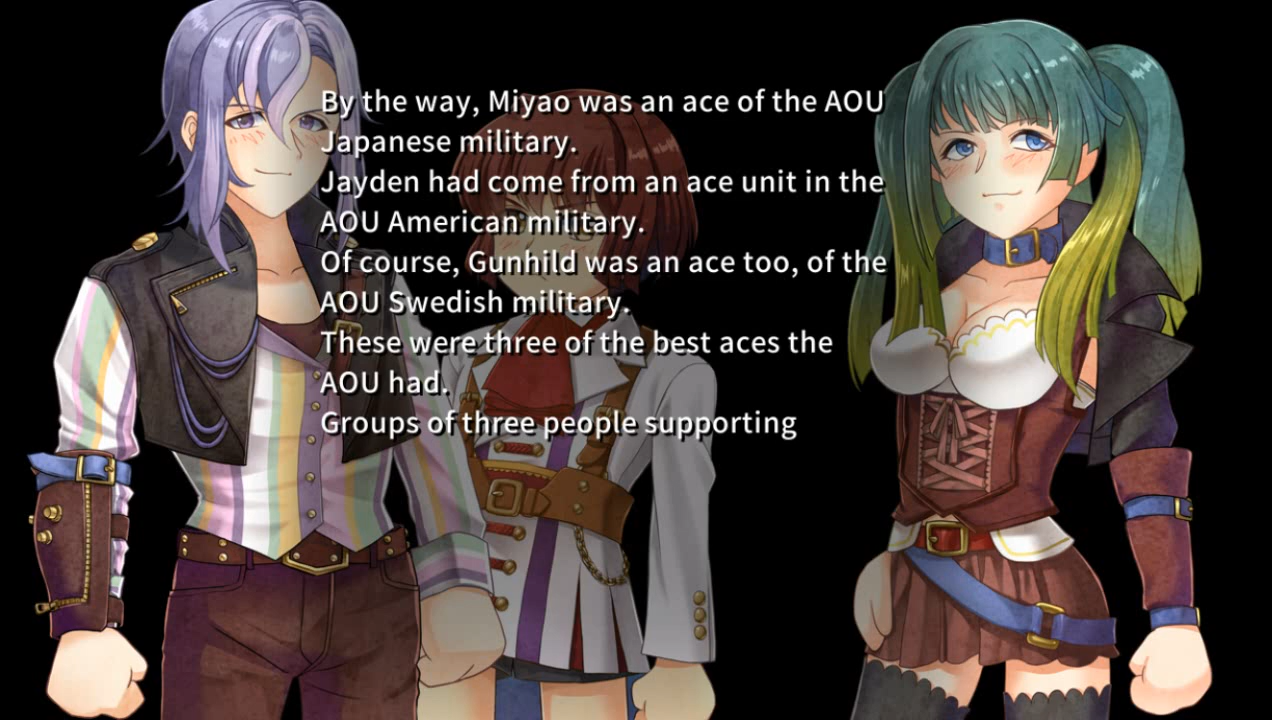 By the way, Miyao was an ace of the AOU
Japanese military.
Jayden had come from an ace unit in the
AOU American military.
Of course, Gunhild was an ace too, of the
AOU Swedish military.
These were three of the best aces the
AOU had.
Groups of three people supporting